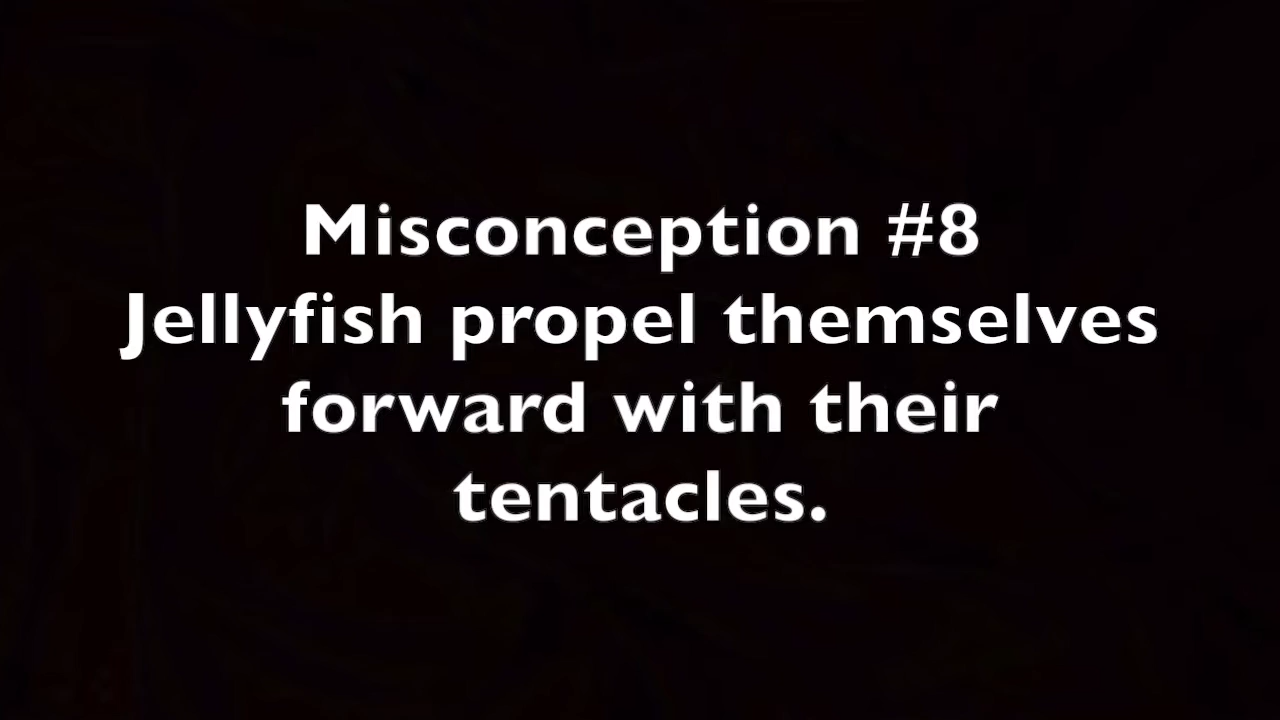 Misconception #8
Jellyfish propel themselves
forward with their
tentacles.